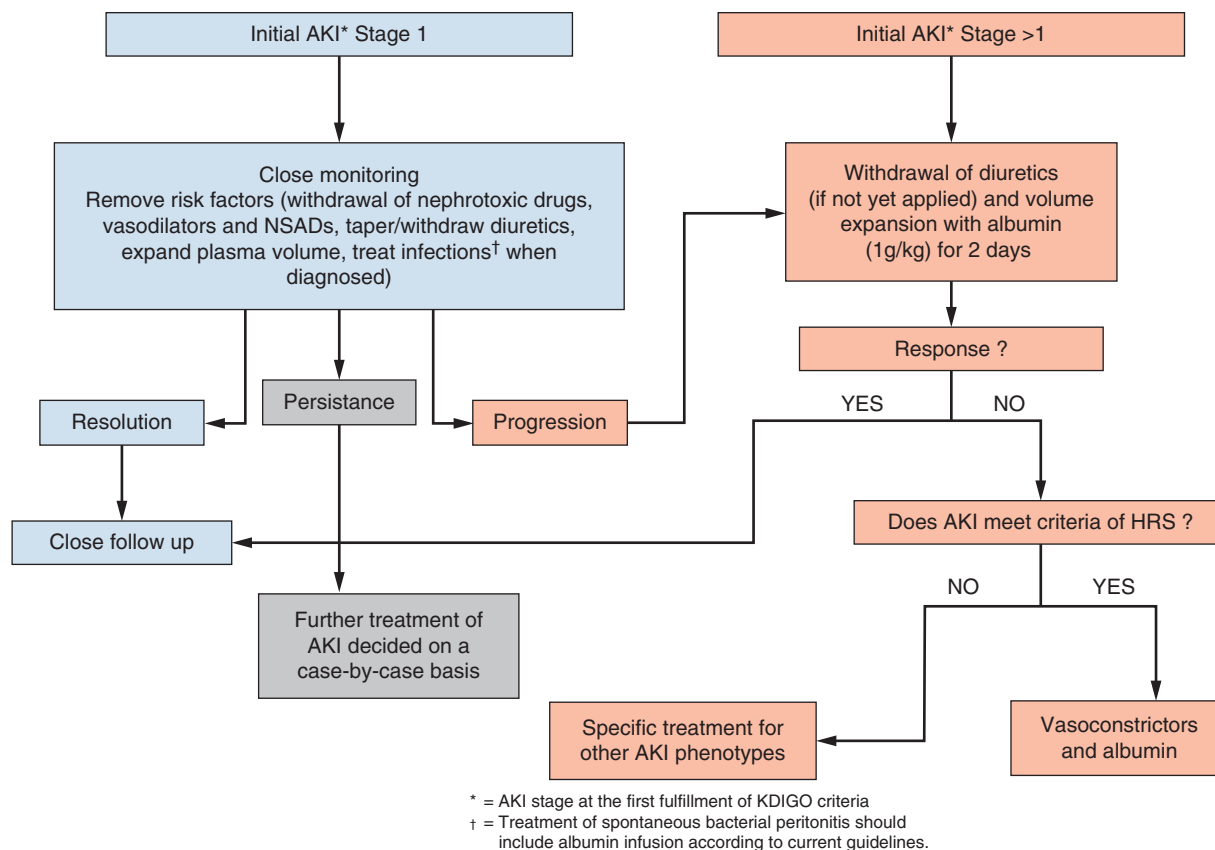 Initial AKI* Stage 1
Initial AKI* Stage >1
Close monitoring
Remove risk factors (withdrawal of nephrotoxic drugs,
vasodilators and NSADs, taper/withdraw diuretics,
expand plasma volume, treat infections† when
diagnosed)
Withdrawal of diuretics
(if not yet applied) and volume
expansion with albumin
(1g/kg) for 2 days
Response ?
Persistance
Resolution
Progression
YES
NO
Close follow up
Does AKI meet criteria of HRS ?
NO
YES
Further treatment of
AKI decided on a
case-by-case basis
Specific treatment for
other AKI phenotypes
Vasoconstrictors
and albumin
* = AKI stage at the first fulfillment of KDIGO criteria
† = Treatment of spontaneous bacterial peritonitis should
include albumin infusion according to current guidelines.